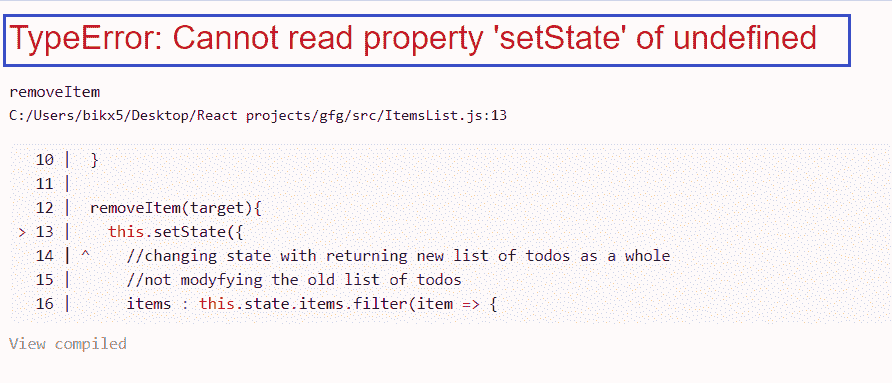 TypeError: Cannot read property 'setState' of undefined
removeItem
C:/Users/bikx5/Desktop/React projects/gfg/src/ItemsList.js:13
10 | }
11 |
12 | removeItem(target){
> 13 | this.setState({
14 | ^ //changing state with returning new list of todos as a whole
15 | //not modyfying the old list of todos
16 | items : this.state.items.filter(item => {
View compiled